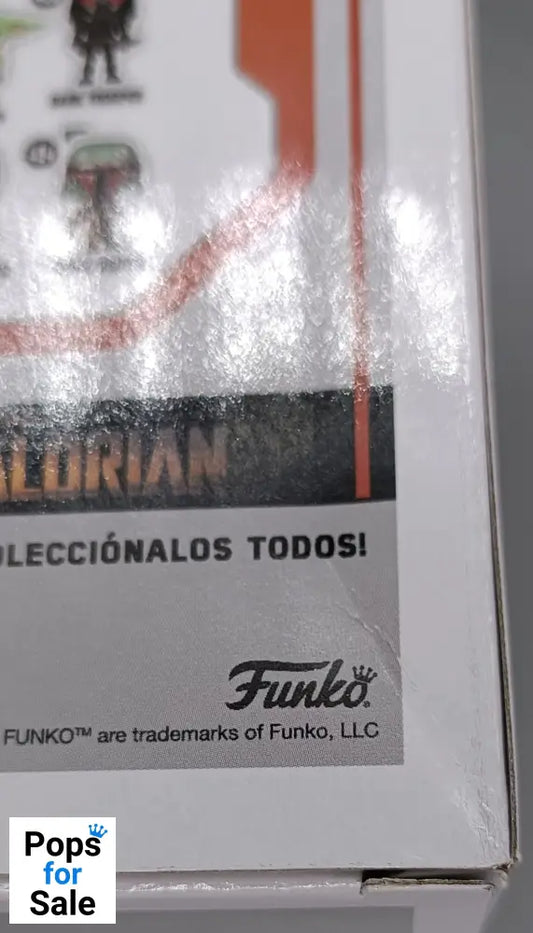 ALORIAN
OLECCIÓNALOS TODOS!
Funko
FUNKO™ are trademarks of Funko, LLC
Pops
for
Sale